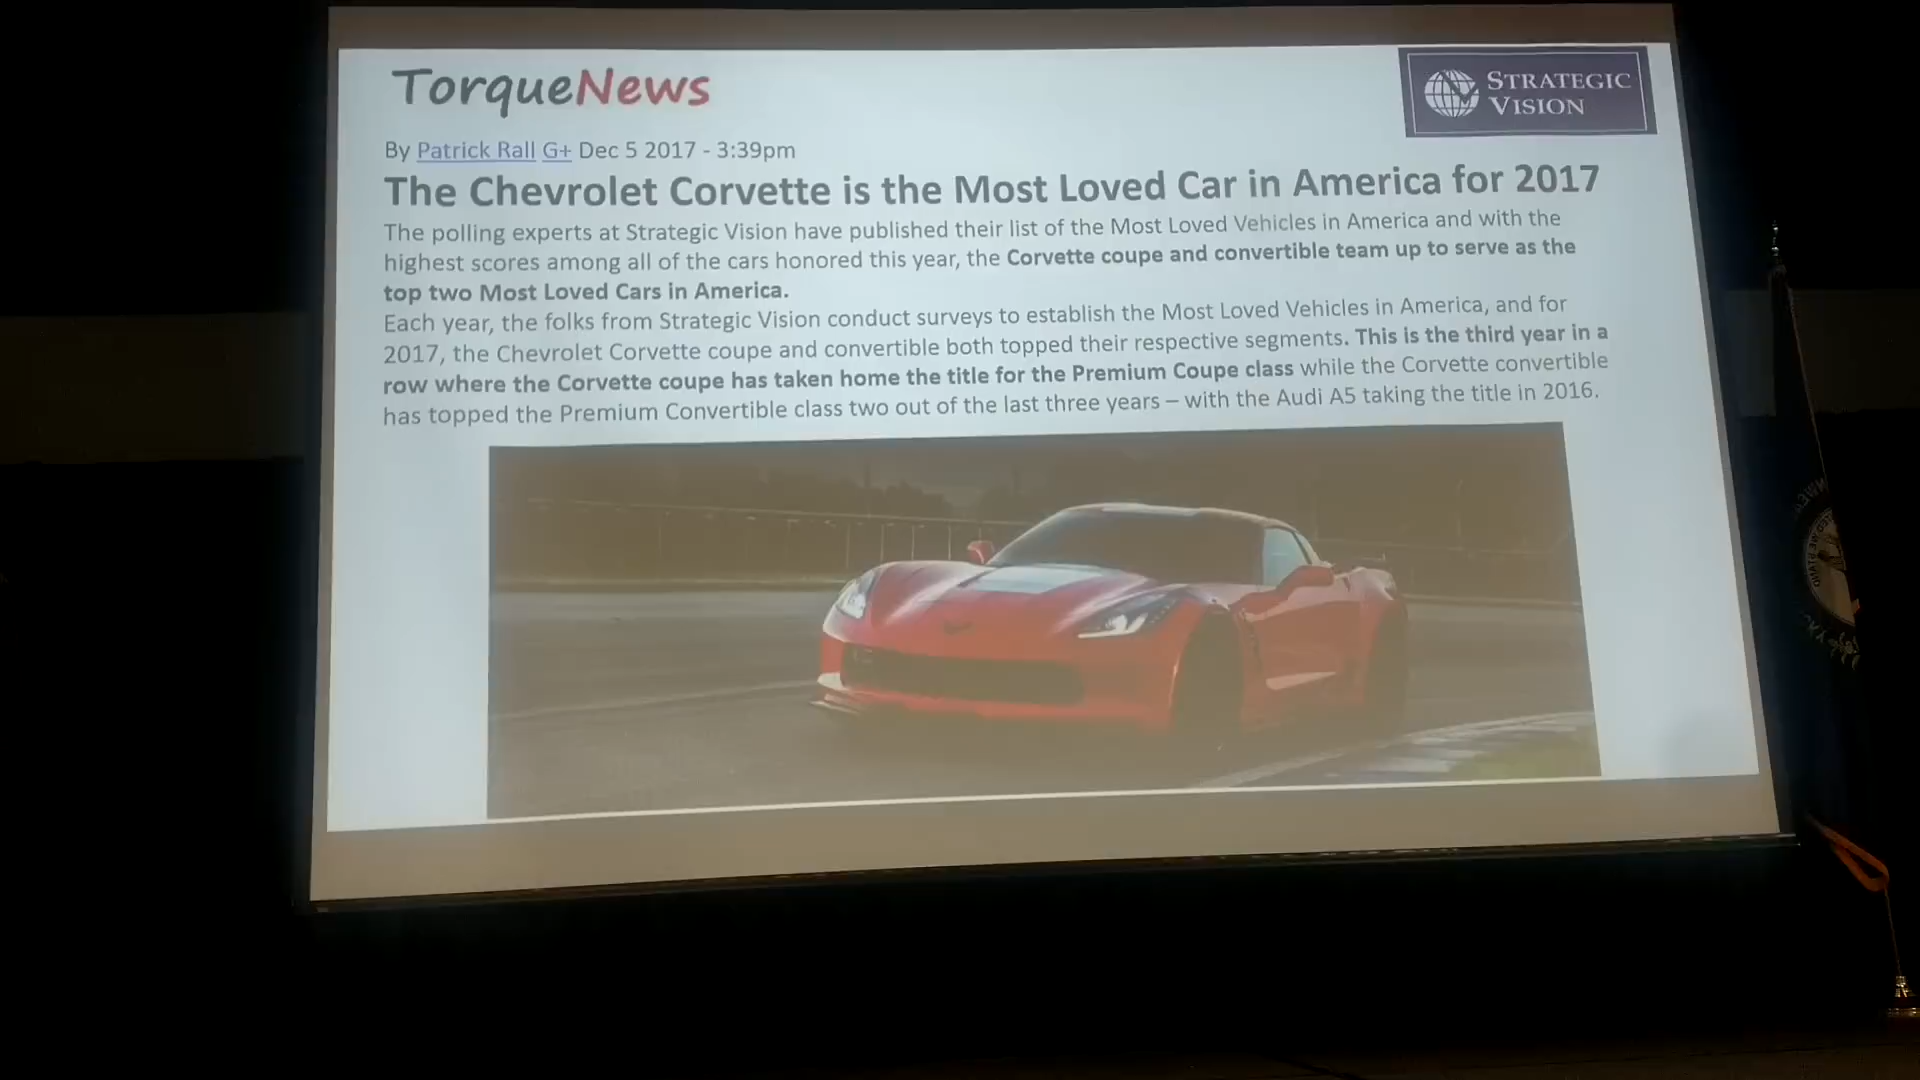 TorqueNews
STRATEGIC
VISION
By Patrick Rall G+ Dec 5 2017 - 3:39pm
The Chevrolet Corvette is the Most Loved Car in America for 2017
The polling experts at Strategic Vision have published their list of the Most Loved Vehicles in America and with the
highest scores among all of the cars honored this year, the Corvette coupe and convertible team up to serve as the
top two Most Loved Cars in America.
Each year, the folks from Strategic Vision conduct surveys to establish the Most Loved Vehicles in America, and for
2017, the Chevrolet Corvette coupe and convertible both topped their respective segments. This is the third year in a
row where the Corvette coupe has taken home the title for the Premium Coupe class while the Corvette convertible
has topped the Premium Convertible class two out of the last three years – with the Audi A5 taking the title in 2016.